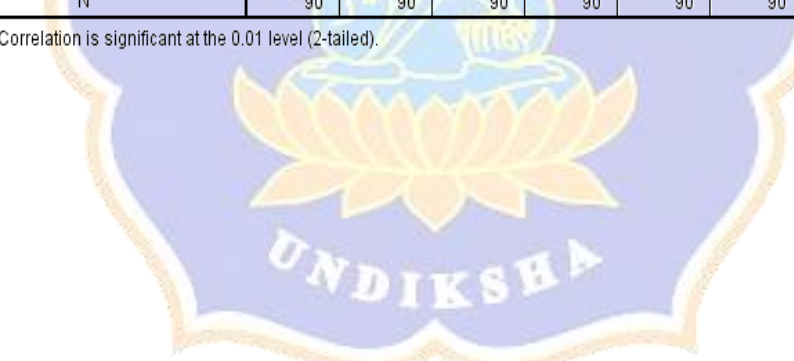 N 90 90 90 90 90 90
Correlation is significant at the 0.01 level (2-tailed).
UNDIKSHA